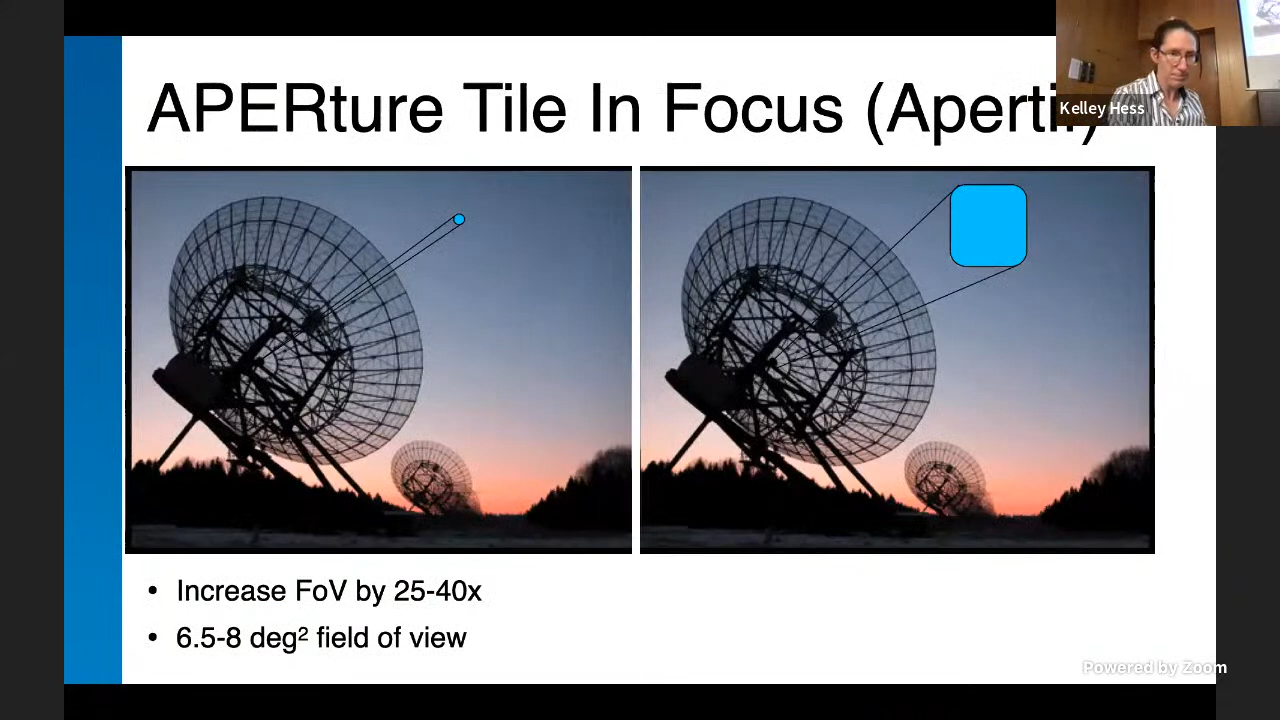 APERture Tile In Focus (Apertif)
Kelley Hess
• Increase FoV by 25-40x
• 6.5-8 deg² field of view
Powered by Zoom